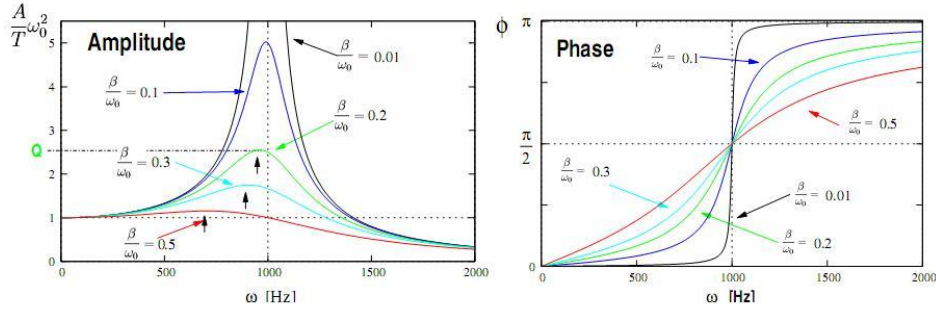 A/T ω₀²
Amplitude
5
4
3
2
1
0
Q
β/ω₀ = 0.01
β/ω₀ = 0.1
β/ω₀ = 0.2
β/ω₀ = 0.3
β/ω₀ = 0.5
0 500 1000 1500 2000
ω [Hz]
ϕ
Phase
π
π/2
π
β/ω₀ = 0.1
β/ω₀ = 0.5
β/ω₀ = 0.3
β/ω₀ = 0.01
β/ω₀ = 0.2
0 500 1000 1500 2000
ω [Hz]